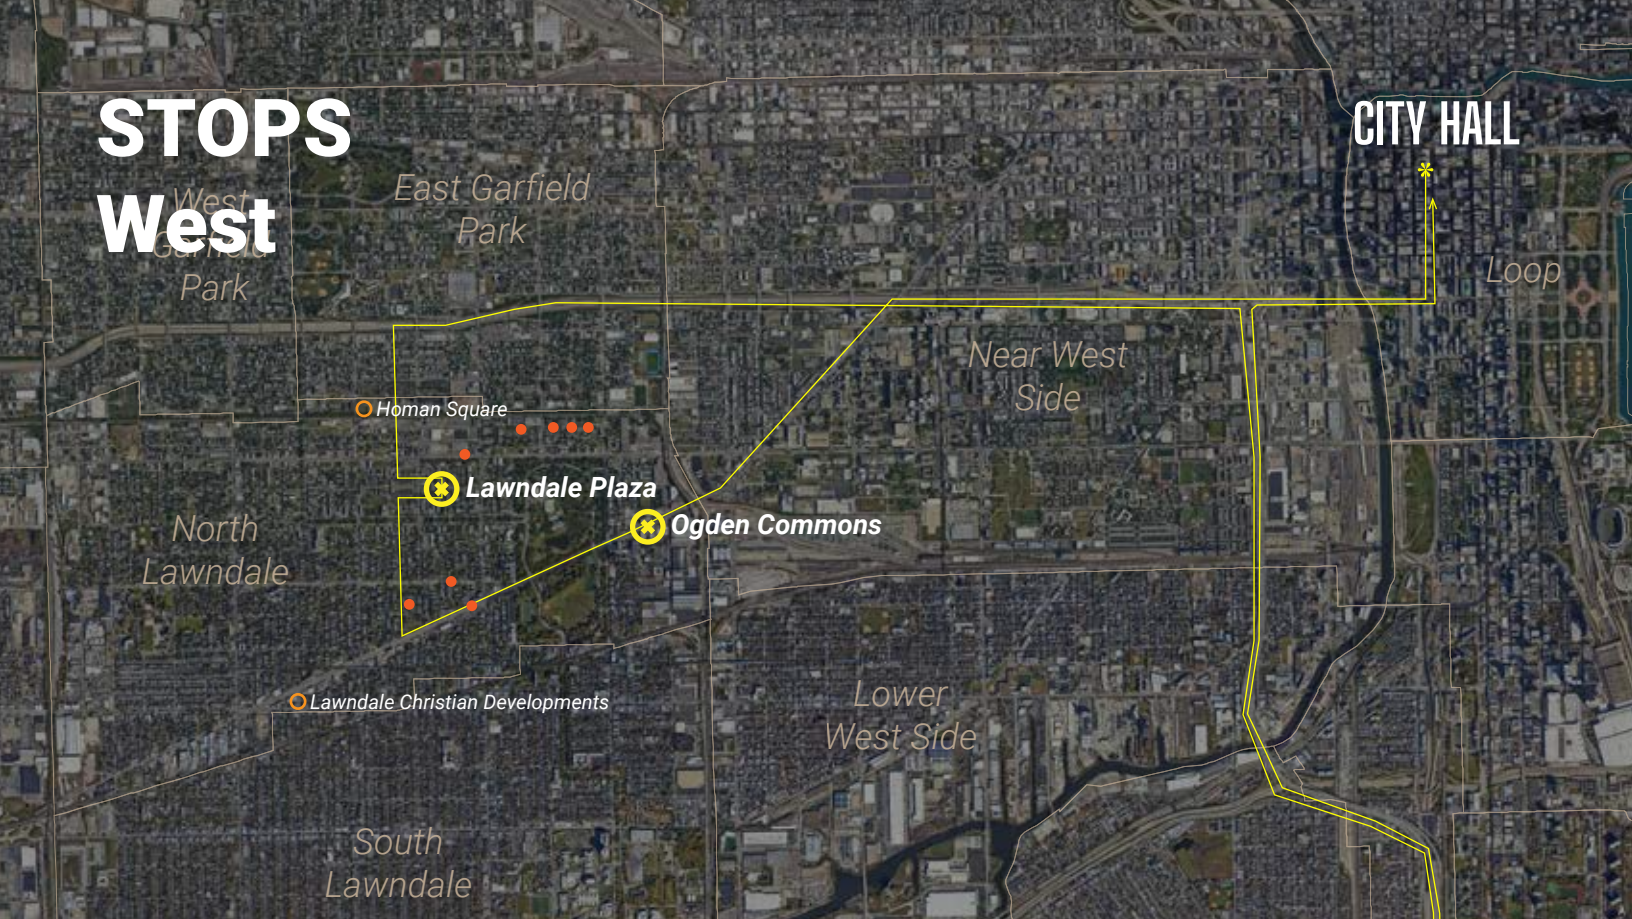 STOPS
West
CITY HALL
West
Garfield
Park
East Garfield
Park
Loop
Near West
Side
Homan Square
Lawndale Plaza
Ogden Commons
North
Lawndale
Lawndale Christian Developments
Lower
West Side
South
Lawndale